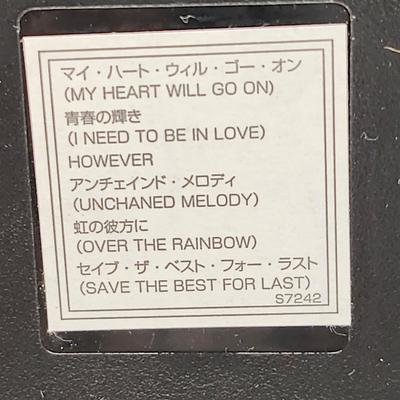 マイ・ハート・ウィル・ゴー・オン
(MY HEART WILL GO ON)
青春の輝き
(I NEED TO BE IN LOVE)
HOWEVER
アンチェインド・メロディ
(UNCHANED MELODY)
虹の彼方に
(OVER THE RAINBOW)
セイブ・ザ・ベスト・フォー・ラスト
(SAVE THE BEST FOR LAST)
S7242